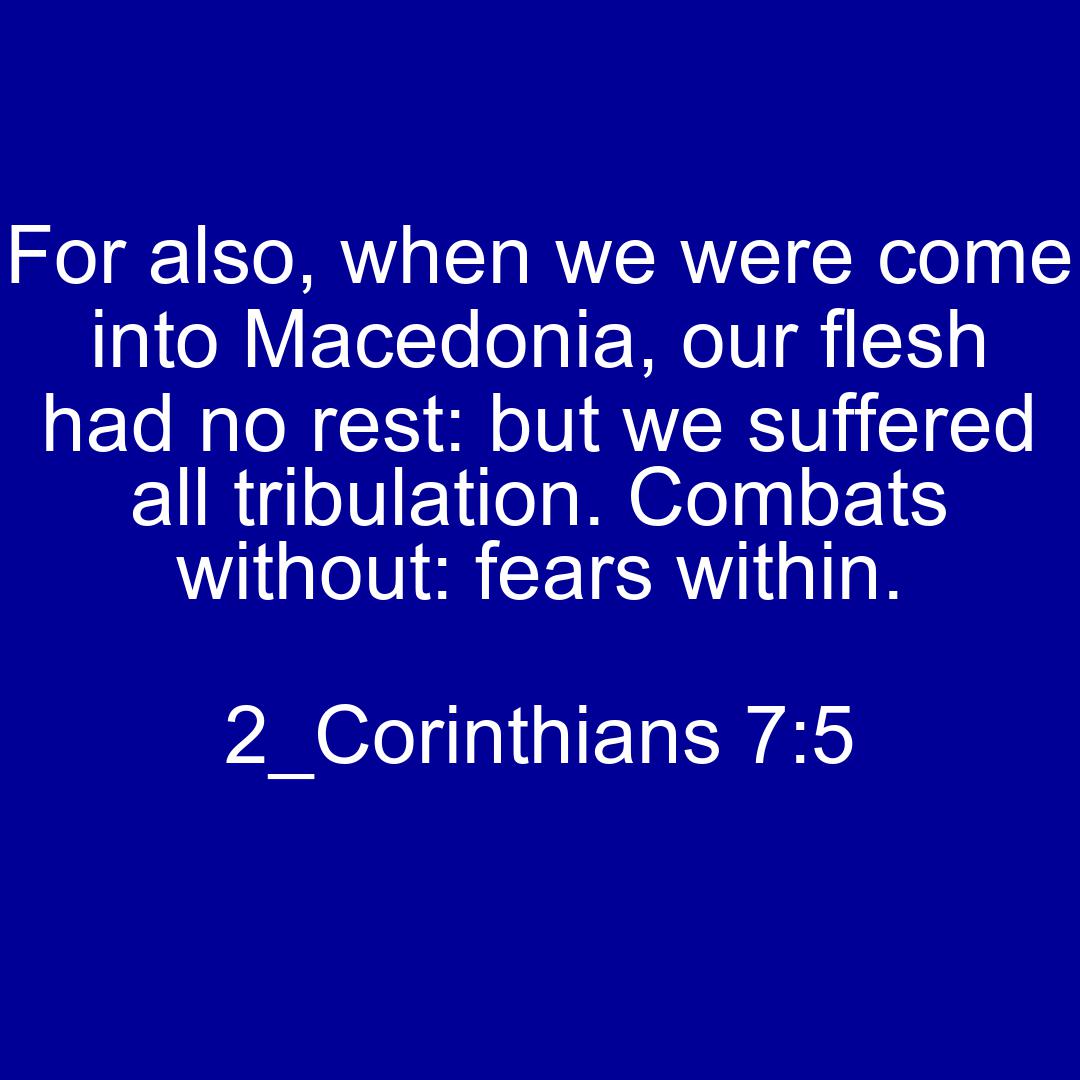 For also, when we were come
into Macedonia, our flesh
had no rest: but we suffered
all tribulation. Combats
without: fears within.
2_Corinthians 7:5